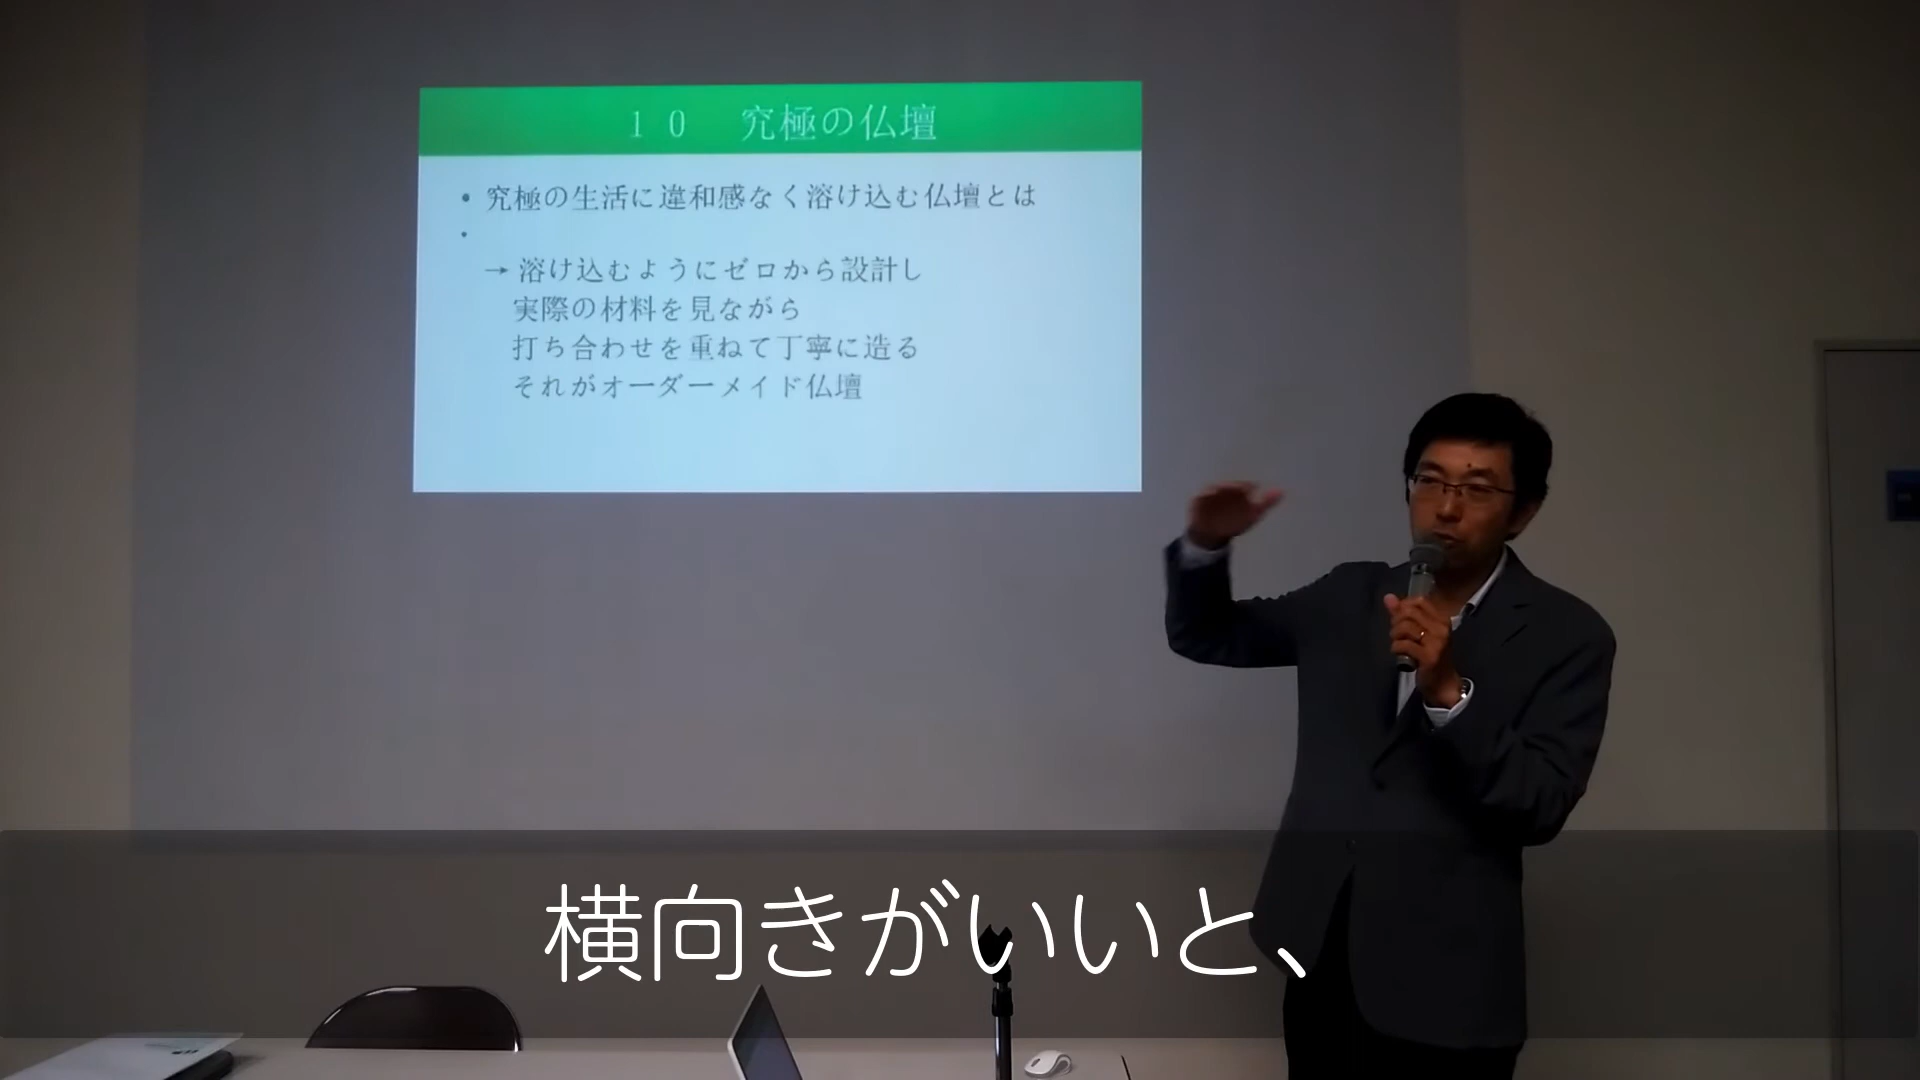 １０　究極の仏壇
• 究極の生活に違和感なく溶け込む仏壇とは
•
→ 溶け込むようにゼロから設計し
実際の材料を見ながら
打ち合わせを重ねて丁寧に造る
それがオーダーメイド仏壇
横向きがいいと、